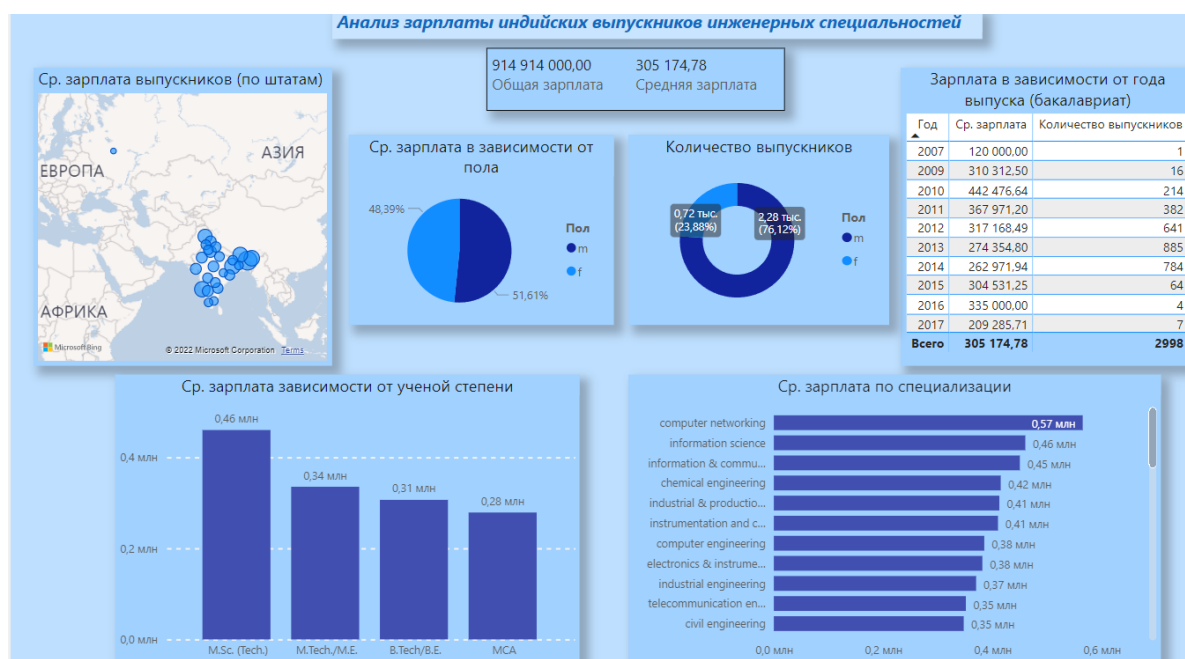 Анализ зарплаты индийских выпускников инженерных специальностей
914 914 000,00
Общая зарплата
305 174,78
Средняя зарплата
Ср. зарплата выпускников (по штатам)
ЕВРОПА
АЗИЯ
АФРИКА
Microsoft Bing
© 2022 Microsoft Corporation Terms
Ср. зарплата в зависимости от
пола
48,39%
51,61%
Пол
m
f
Количество выпускников
0,72 тыс.
(23,88%)
2,28 тыс.
(76,12%)
Пол
m
f
Зарплата в зависимости от года
выпуска (бакалавриат)
Год Ср. зарплата Количество выпускников
2007 120 000,00 1
2009 310 312,50 16
2010 442 476,64 214
2011 367 971,20 382
2012 317 168,49 641
2013 274 354,80 885
2014 262 971,94 784
2015 304 531,25 64
2016 335 000,00 4
2017 209 285,71 7
Всего 305 174,78 2998
Ср. зарплата зависимости от ученой степени
0,4 млн
0,2 млн
0,0 млн
0,46 млн
0,34 млн
0,31 млн
0,28 млн
M.Sc. (Tech.) M.Tech./M.E. B.Tech/B.E. MCA
Ср. зарплата по специализации
computer networking 0,57 млн
information science 0,46 млн
information & commu... 0,45 млн
chemical engineering 0,42 млн
industrial & productio... 0,41 млн
instrumentation and c... 0,41 млн
computer engineering 0,38 млн
electronics & instrume... 0,38 млн
industrial engineering 0,37 млн
telecommunication en... 0,35 млн
civil engineering 0,35 млн
0,0 млн 0,2 млн 0,4 млн 0,6 млн